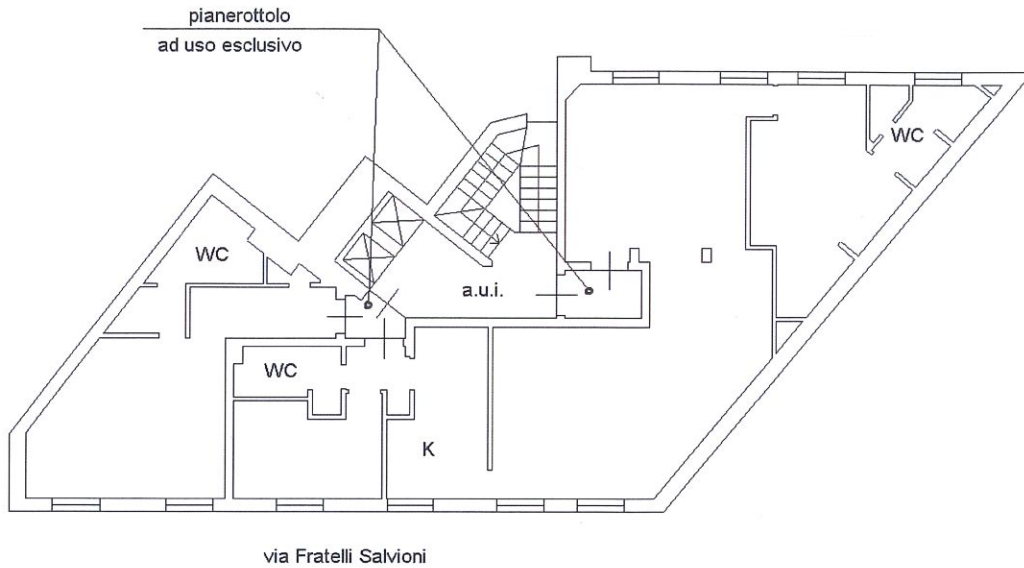 pianerottolo
ad uso esclusivo
WC
WC
a.u.i.
WC
K
via Fratelli Salvioni